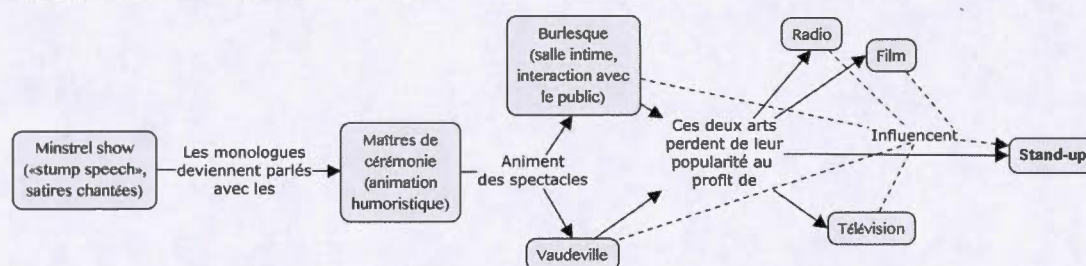 Minstrel show
(«stump speech»,
satires chantées)
Les monologues
deviennent parlés
avec les
Maîtres de
cérémonie
(animation
humoristique)
Animent
des spectacles
Burlesque
(salle intime,
interaction avec
le public)
Vaudeville
Ces deux arts
perdent de leur
popularité au
profit de
Radio
Film
Télévision
Influencent
Stand-up